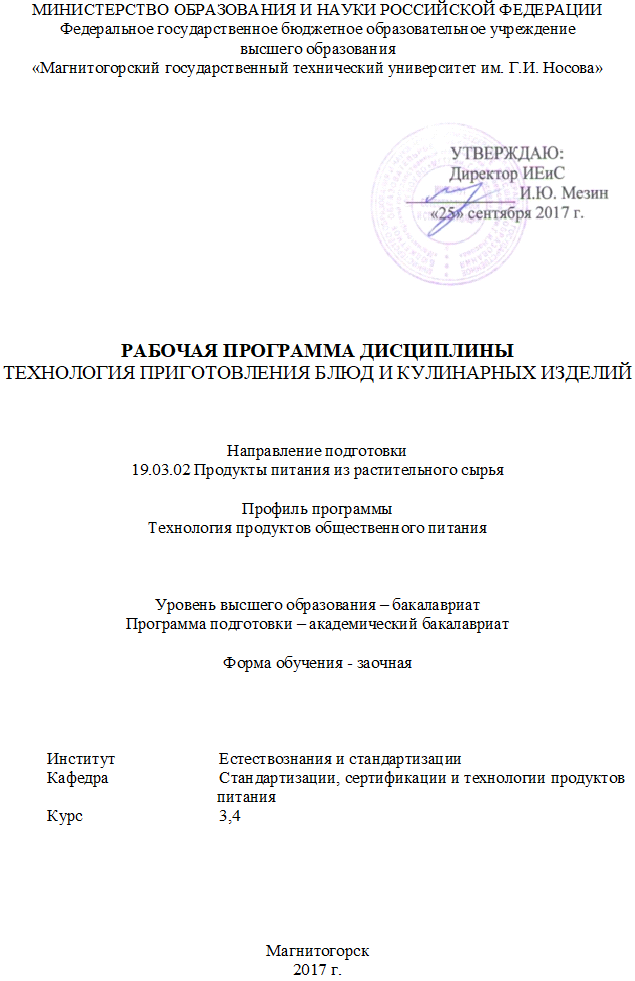 МИНИСТЕРСТВО ОБРАЗОВАНИЯ И НАУКИ РОССИЙСКОЙ ФЕДЕРАЦИИ
Федеральное государственное бюджетное образовательное учреждение
высшего образования
«Магнитогорский государственный технический университет им. Г.И. Носова»
УТВЕРЖДАЮ:
Директор ИЕиС
И.Ю. Мезин
«25» сентября 2017 г.
РАБОЧАЯ ПРОГРАММА ДИСЦИПЛИНЫ
ТЕХНОЛОГИЯ ПРИГОТОВЛЕНИЯ БЛЮД И КУЛИНАРНЫХ ИЗДЕЛИЙ
Направление подготовки
19.03.02 Продукты питания из растительного сырья
Профиль программы
Технология продуктов общественного питания
Уровень высшего образования – бакалавриат
Программа подготовки – академический бакалавриат
Форма обучения - заочная
Институт Естествознания и стандартизации
Кафедра Стандартизации, сертификации и технологии продуктов
питания
Курс 3,4
Магнитогорск
2017 г.